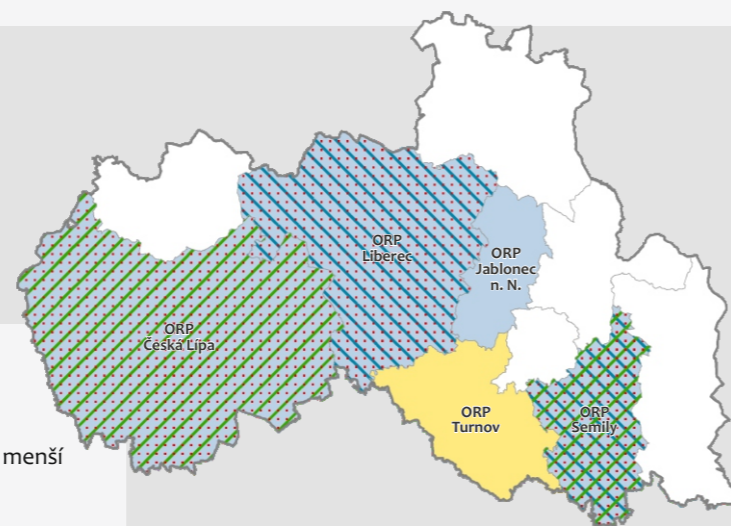 ORP
Liberec
ORP
Jablonec
n. N.
ORP
Česká Lípa
ORP
Turnov
ORP
Semily
menší